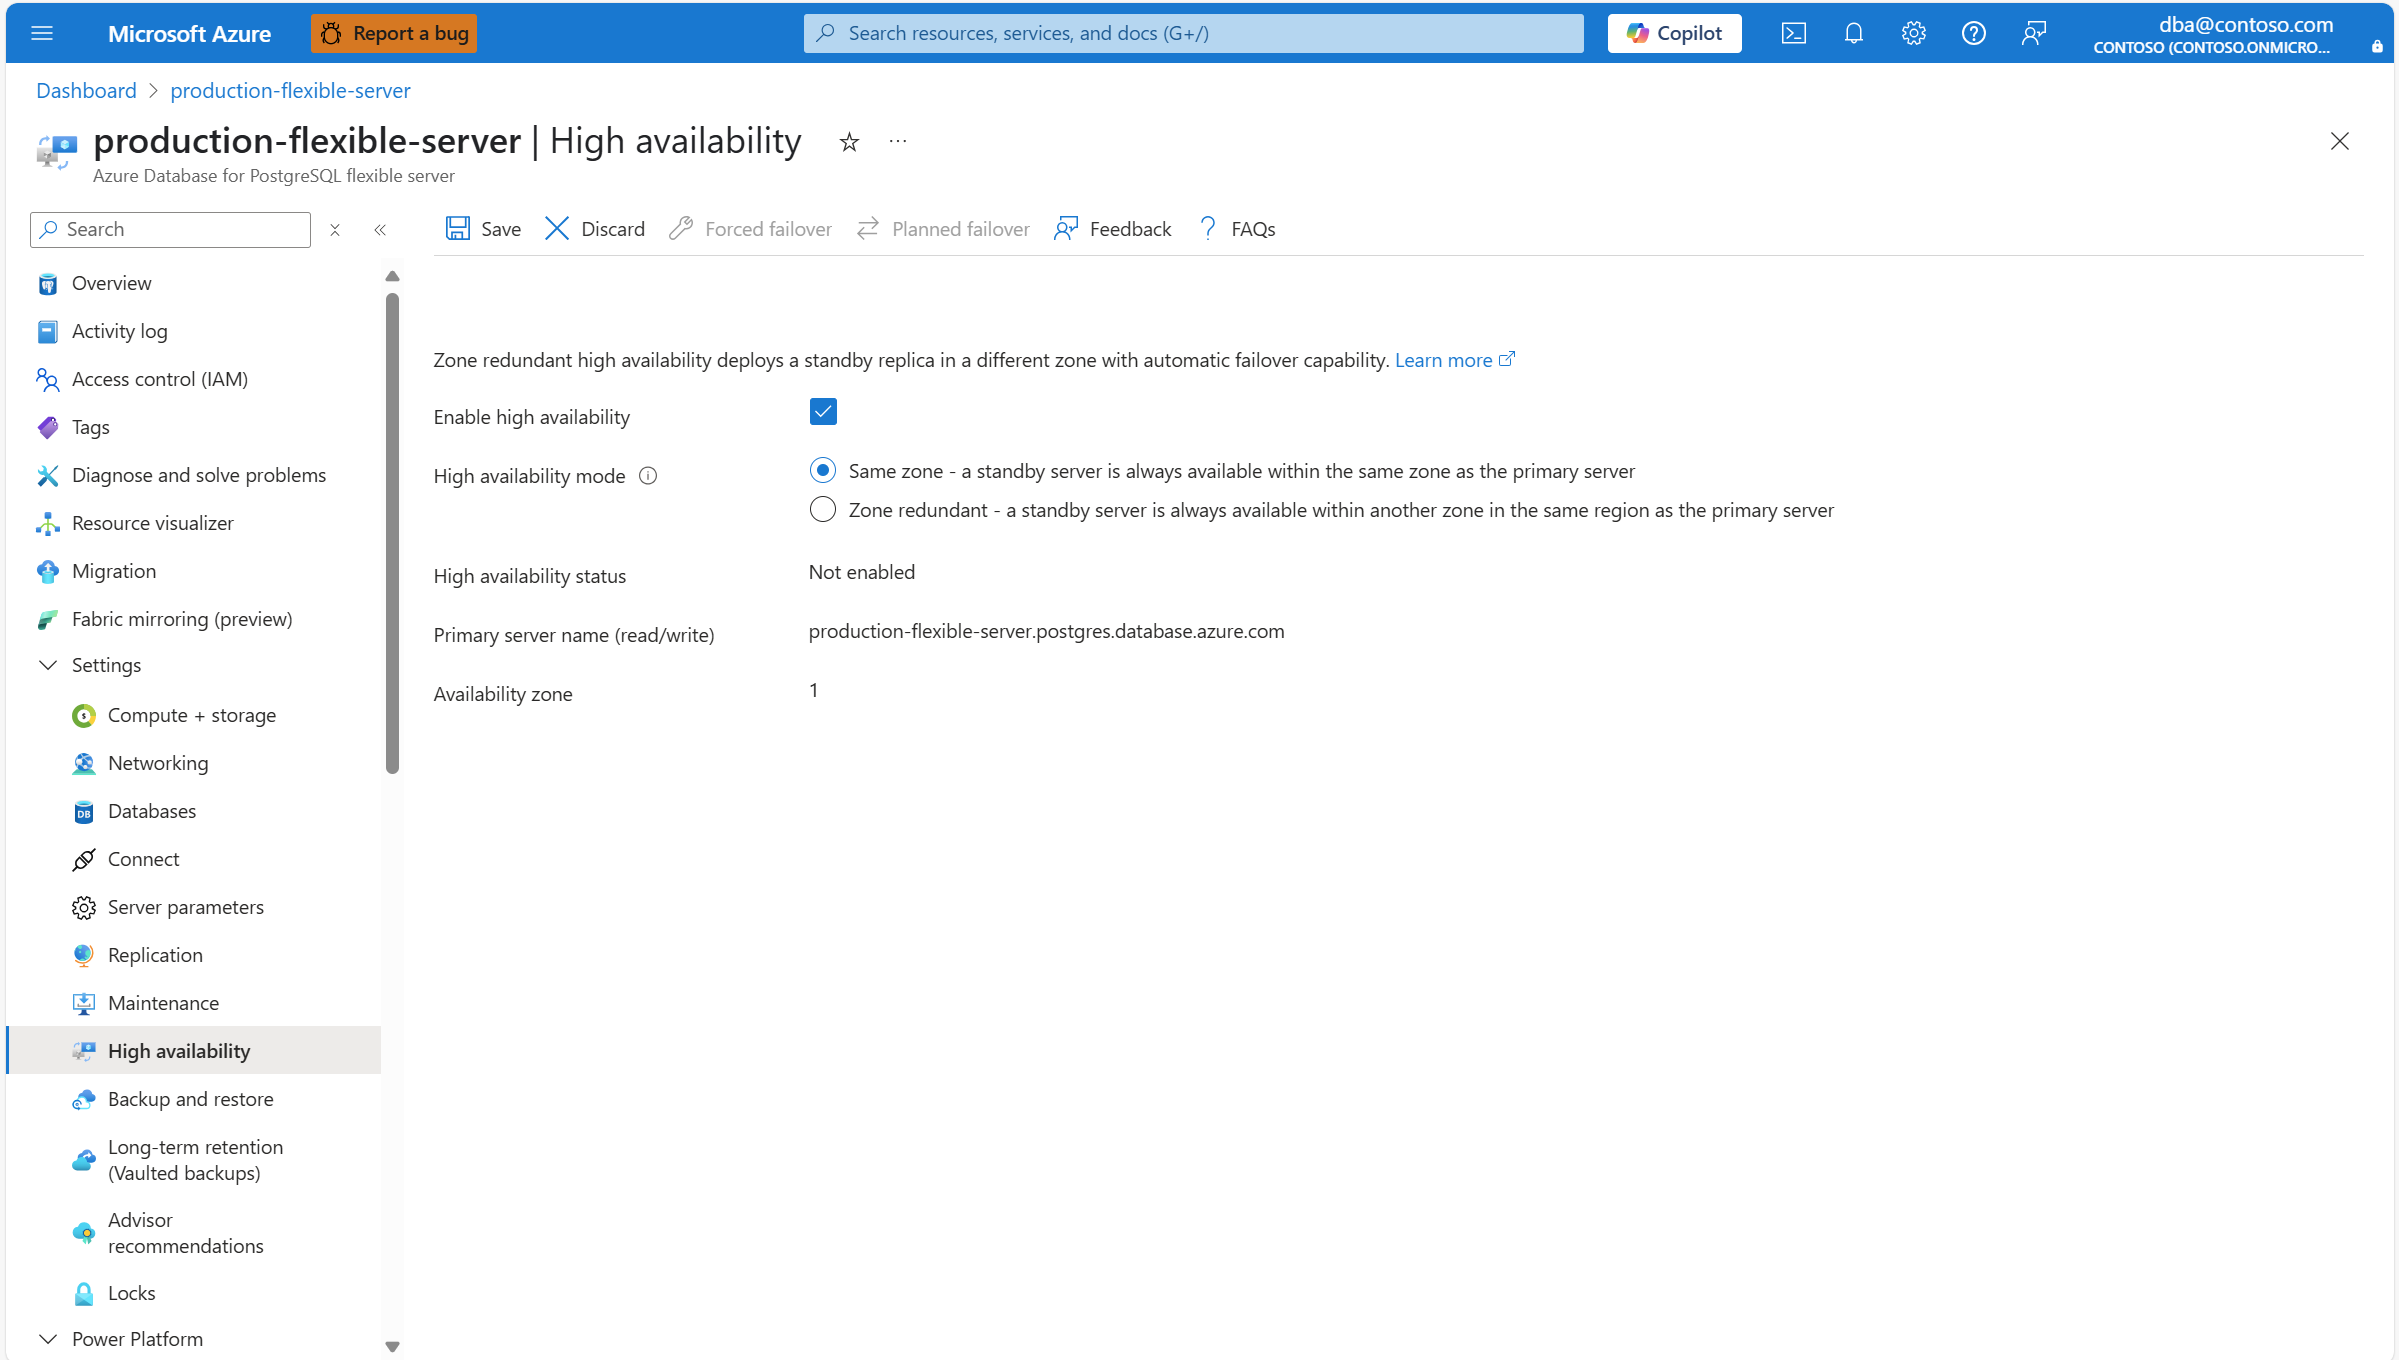 Microsoft Azure
Report a bug
Search resources, services, and docs (G+/)
Copilot
dba@contoso.com
CONTOSO (CONTOSO.ONMICRO...
Dashboard > production-flexible-server
production-flexible-server | High availability
Azure Database for PostgreSQL flexible server
Search
Save
Discard
Forced failover
Planned failover
Feedback
FAQs
Overview
Activity log
Access control (IAM)
Tags
Diagnose and solve problems
Resource visualizer
Migration
Fabric mirroring (preview)
Settings
Compute + storage
Networking
Databases
Connect
Server parameters
Replication
Maintenance
High availability
Backup and restore
Long-term retention
(Vaulted backups)
Advisor
recommendations
Locks
Power Platform
Zone redundant high availability deploys a standby replica in a different zone with automatic failover capability. Learn more
Enable high availability
High availability mode
Same zone - a standby server is always available within the same zone as the primary server
Zone redundant - a standby server is always available within another zone in the same region as the primary server
High availability status
Not enabled
Primary server name (read/write)
production-flexible-server.postgres.database.azure.com
Availability zone
1